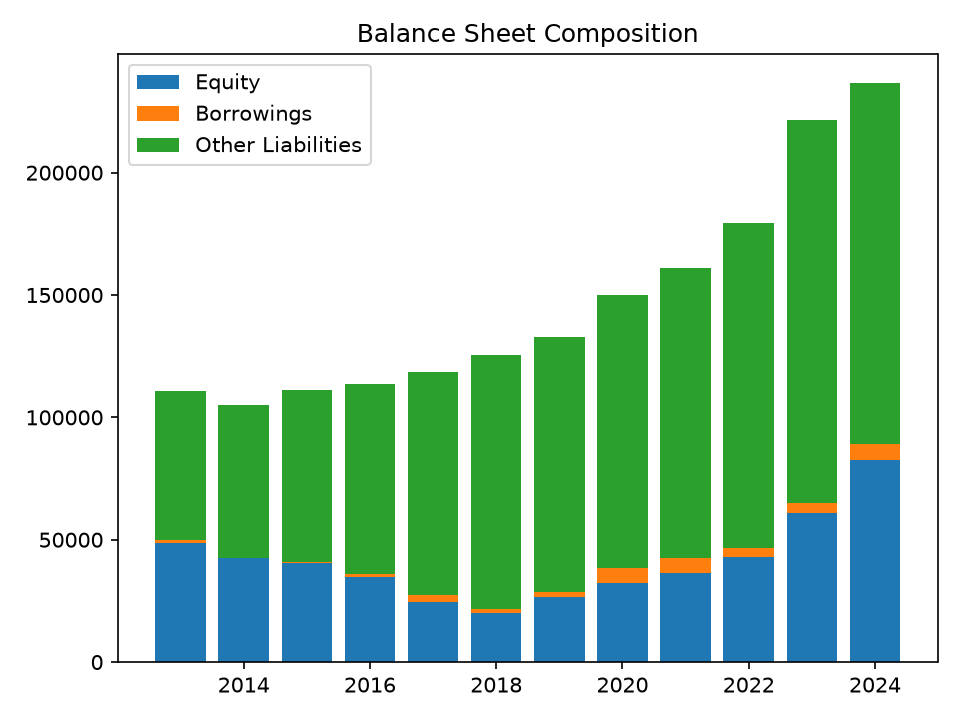 Balance Sheet Composition
Equity
Borrowings
Other Liabilities
200000
150000
100000
50000
0
2014 2016 2018 2020 2022 2024